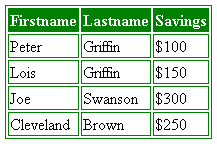 Firstname Lastname Savings
Peter Griffin $100
Lois Griffin $150
Joe Swanson $300
Cleveland Brown $250